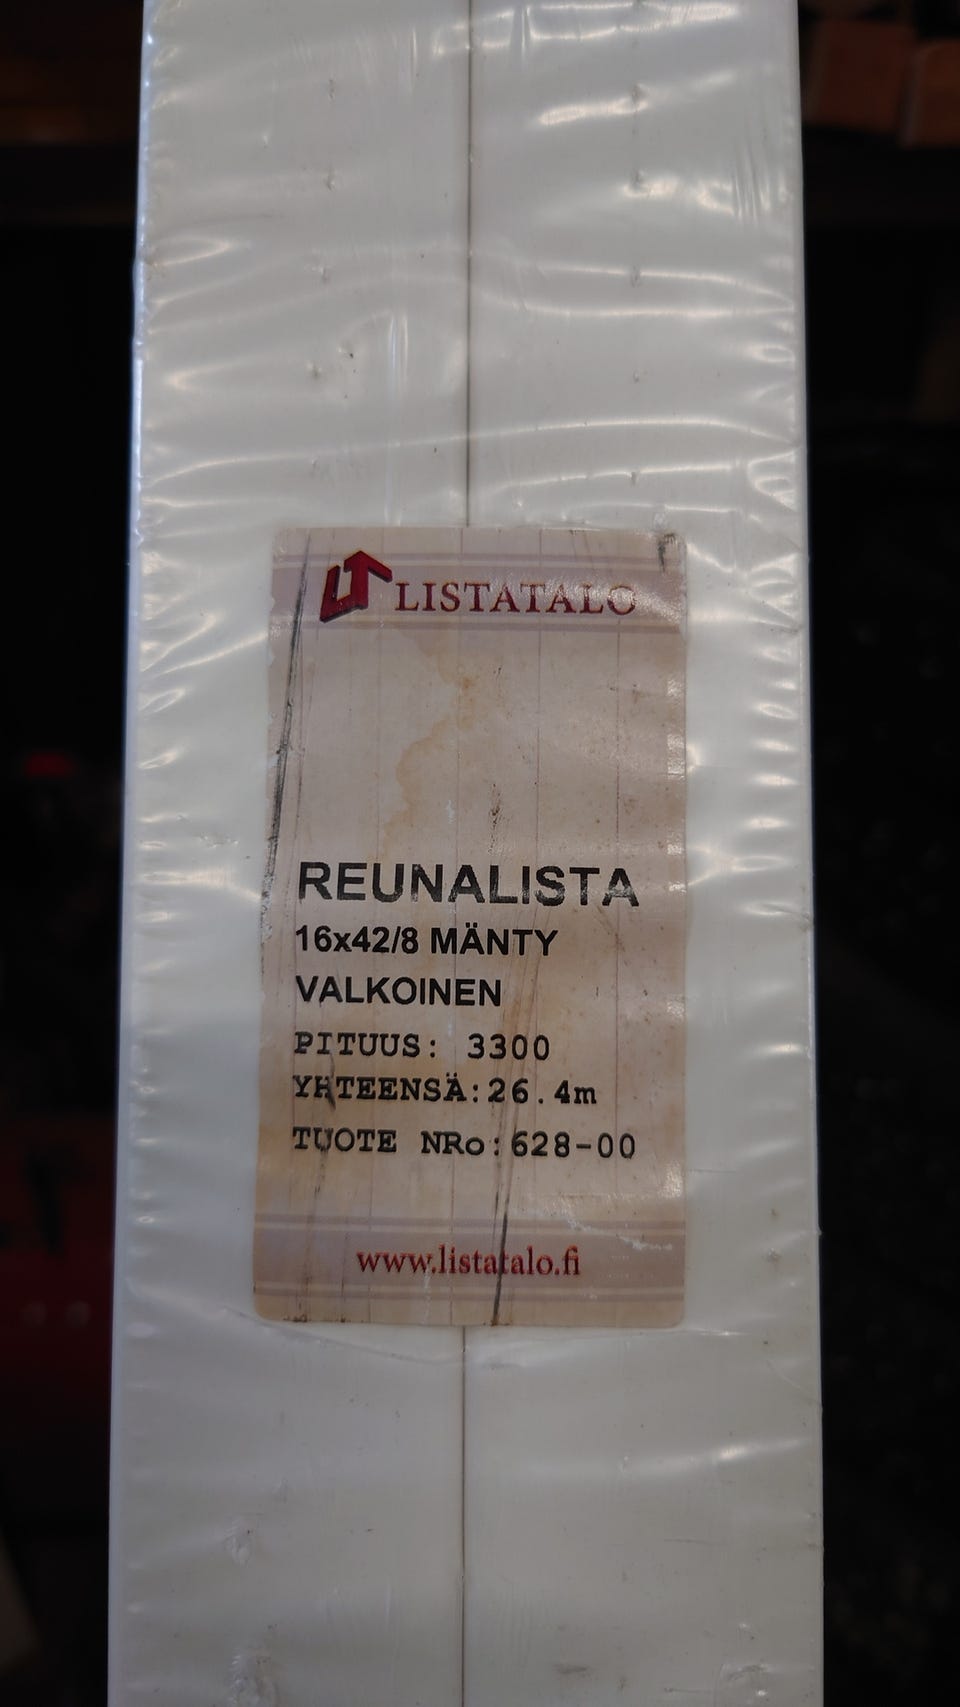 LISTATALO
REUNALISTA
16x42/8 MÄNTY
VALKOINEN
PITUUS: 3300
YHTEENSÄ:26.4m
TUOTE NRo:628-00
www.listatalo.fi